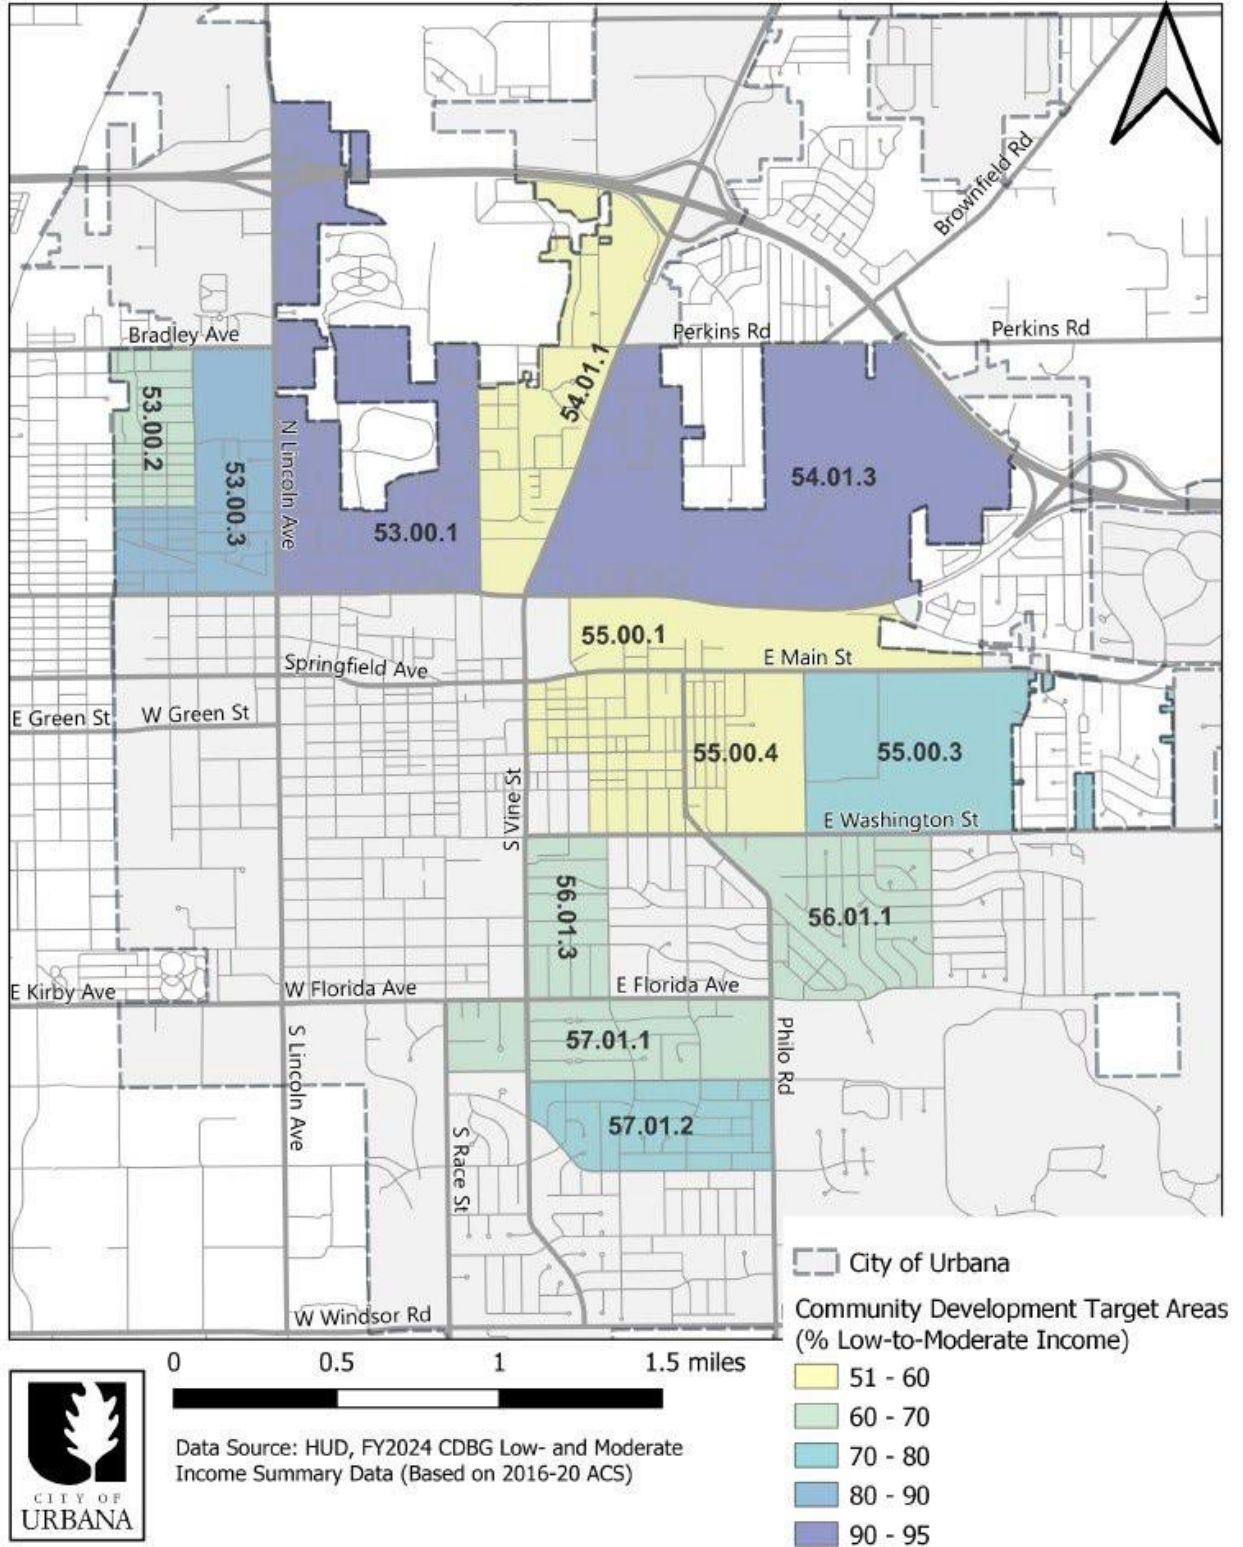 Brownfield Rd
Bradley Ave
Perkins Rd
Perkins Rd
54.01.1
53.00.2
53.00.3
N Lincoln Ave
53.00.1
54.01.3
55.00.1
E Main St
Springfield Ave
E Green St
W Green St
55.00.4
55.00.3
S Vine St
E Washington St
56.01.3
56.01.1
E Kirby Ave
W Florida Ave
E Florida Ave
S Lincoln Ave
57.01.1
Philo Rd
57.01.2
S Race St
W Windsor Rd
City of Urbana
Community Development Target Areas
(% Low-to-Moderate Income)
51 - 60
60 - 70
70 - 80
80 - 90
90 - 95
0 0.5 1 1.5 miles
Data Source: HUD, FY2024 CDBG Low- and Moderate
Income Summary Data (Based on 2016-20 ACS)
CITY OF
URBANA